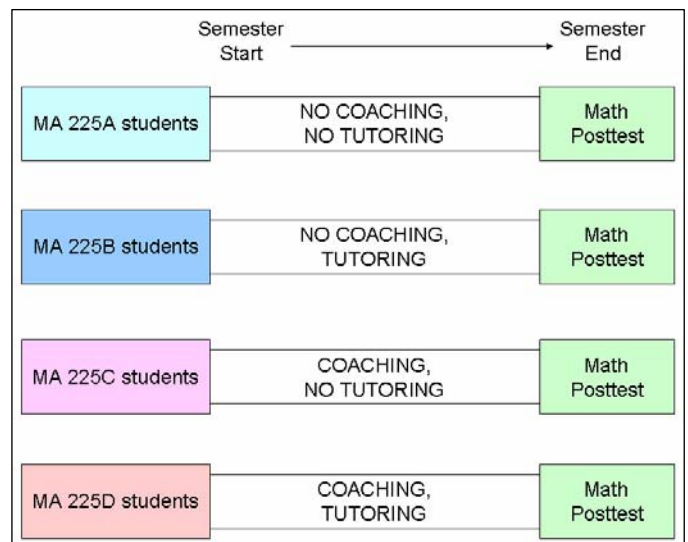 Semester
Start
Semester
End
MA 225A students
NO COACHING,
NO TUTORING
Math
Posttest
MA 225B students
NO COACHING,
TUTORING
Math
Posttest
MA 225C students
COACHING,
NO TUTORING
Math
Posttest
MA 225D students
COACHING,
TUTORING
Math
Posttest